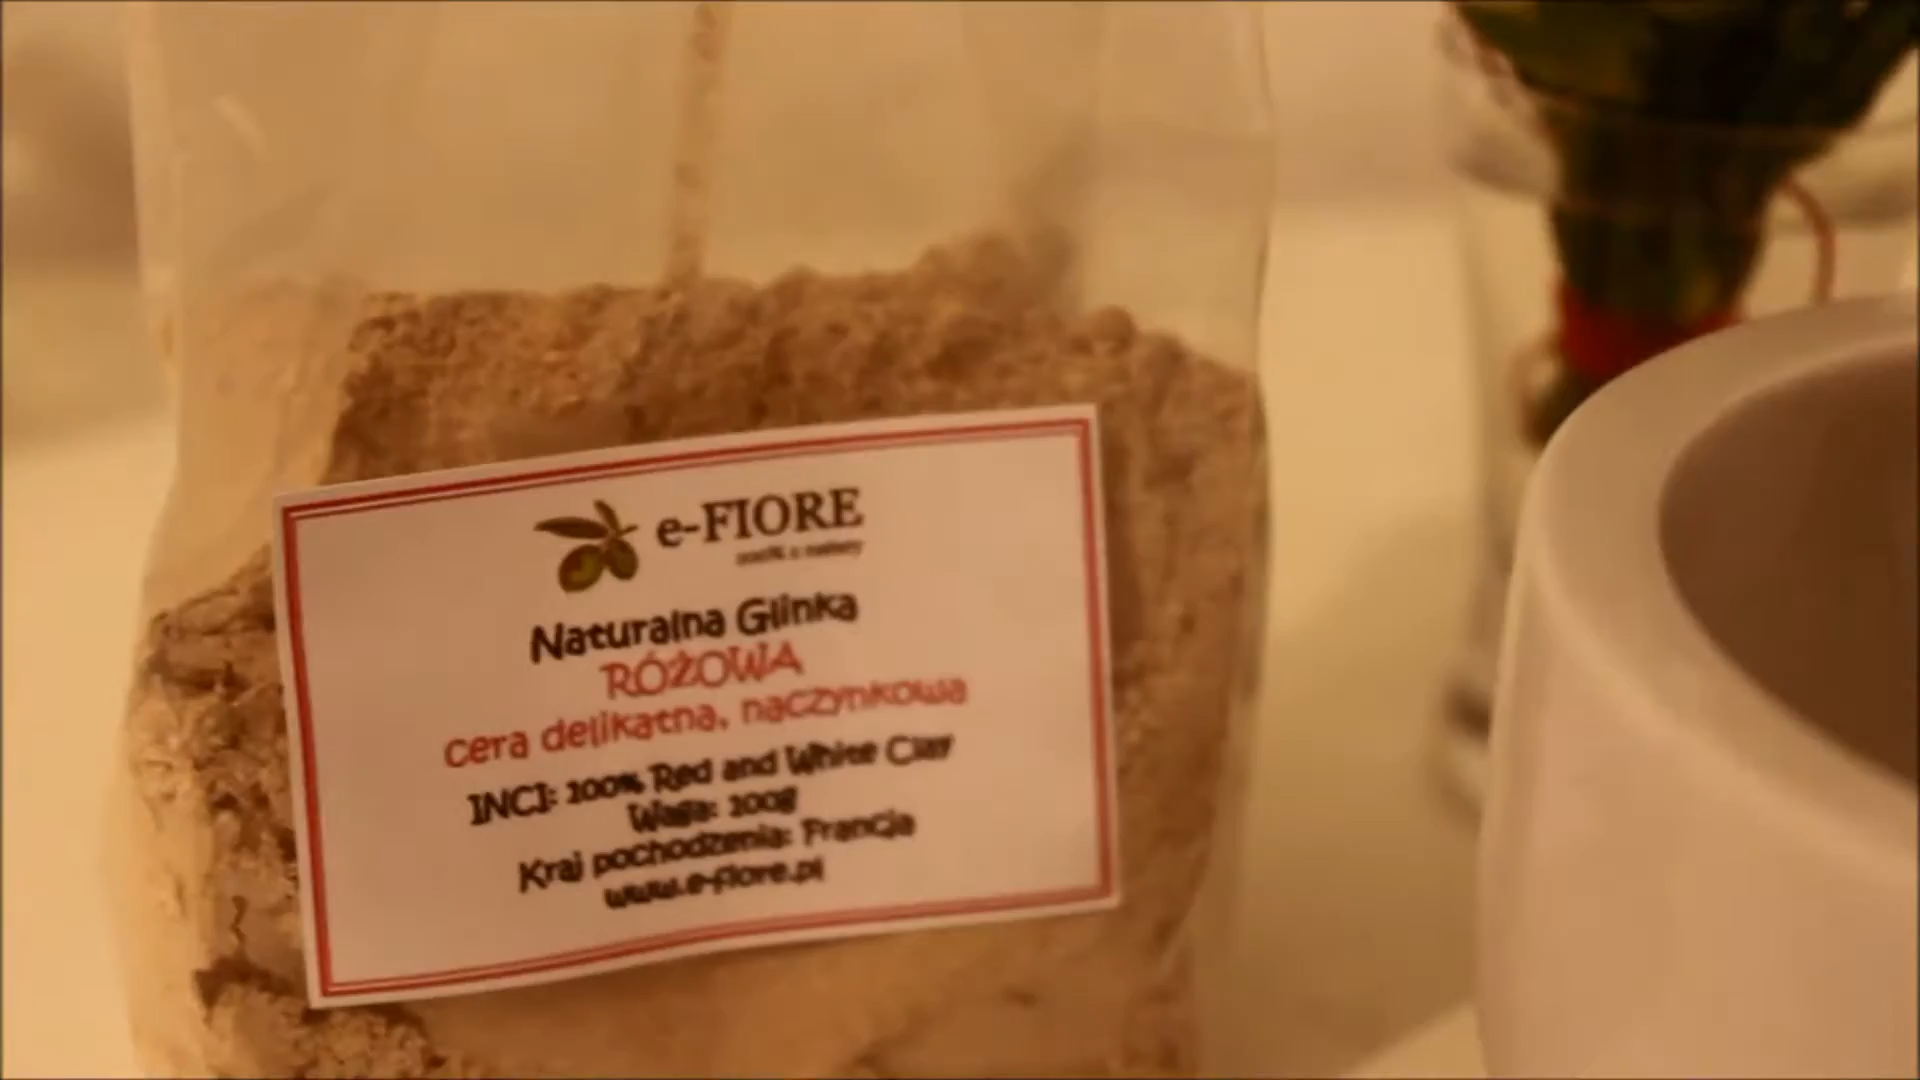 e-FIORE
Naturalna Glinka
RÓŻOWA
cera delikatna, naczynkowa
INCI: 100% Red and White Clay
Waga: 100g
Kraj pochodzenia: Francja
www.e-fiore.pl